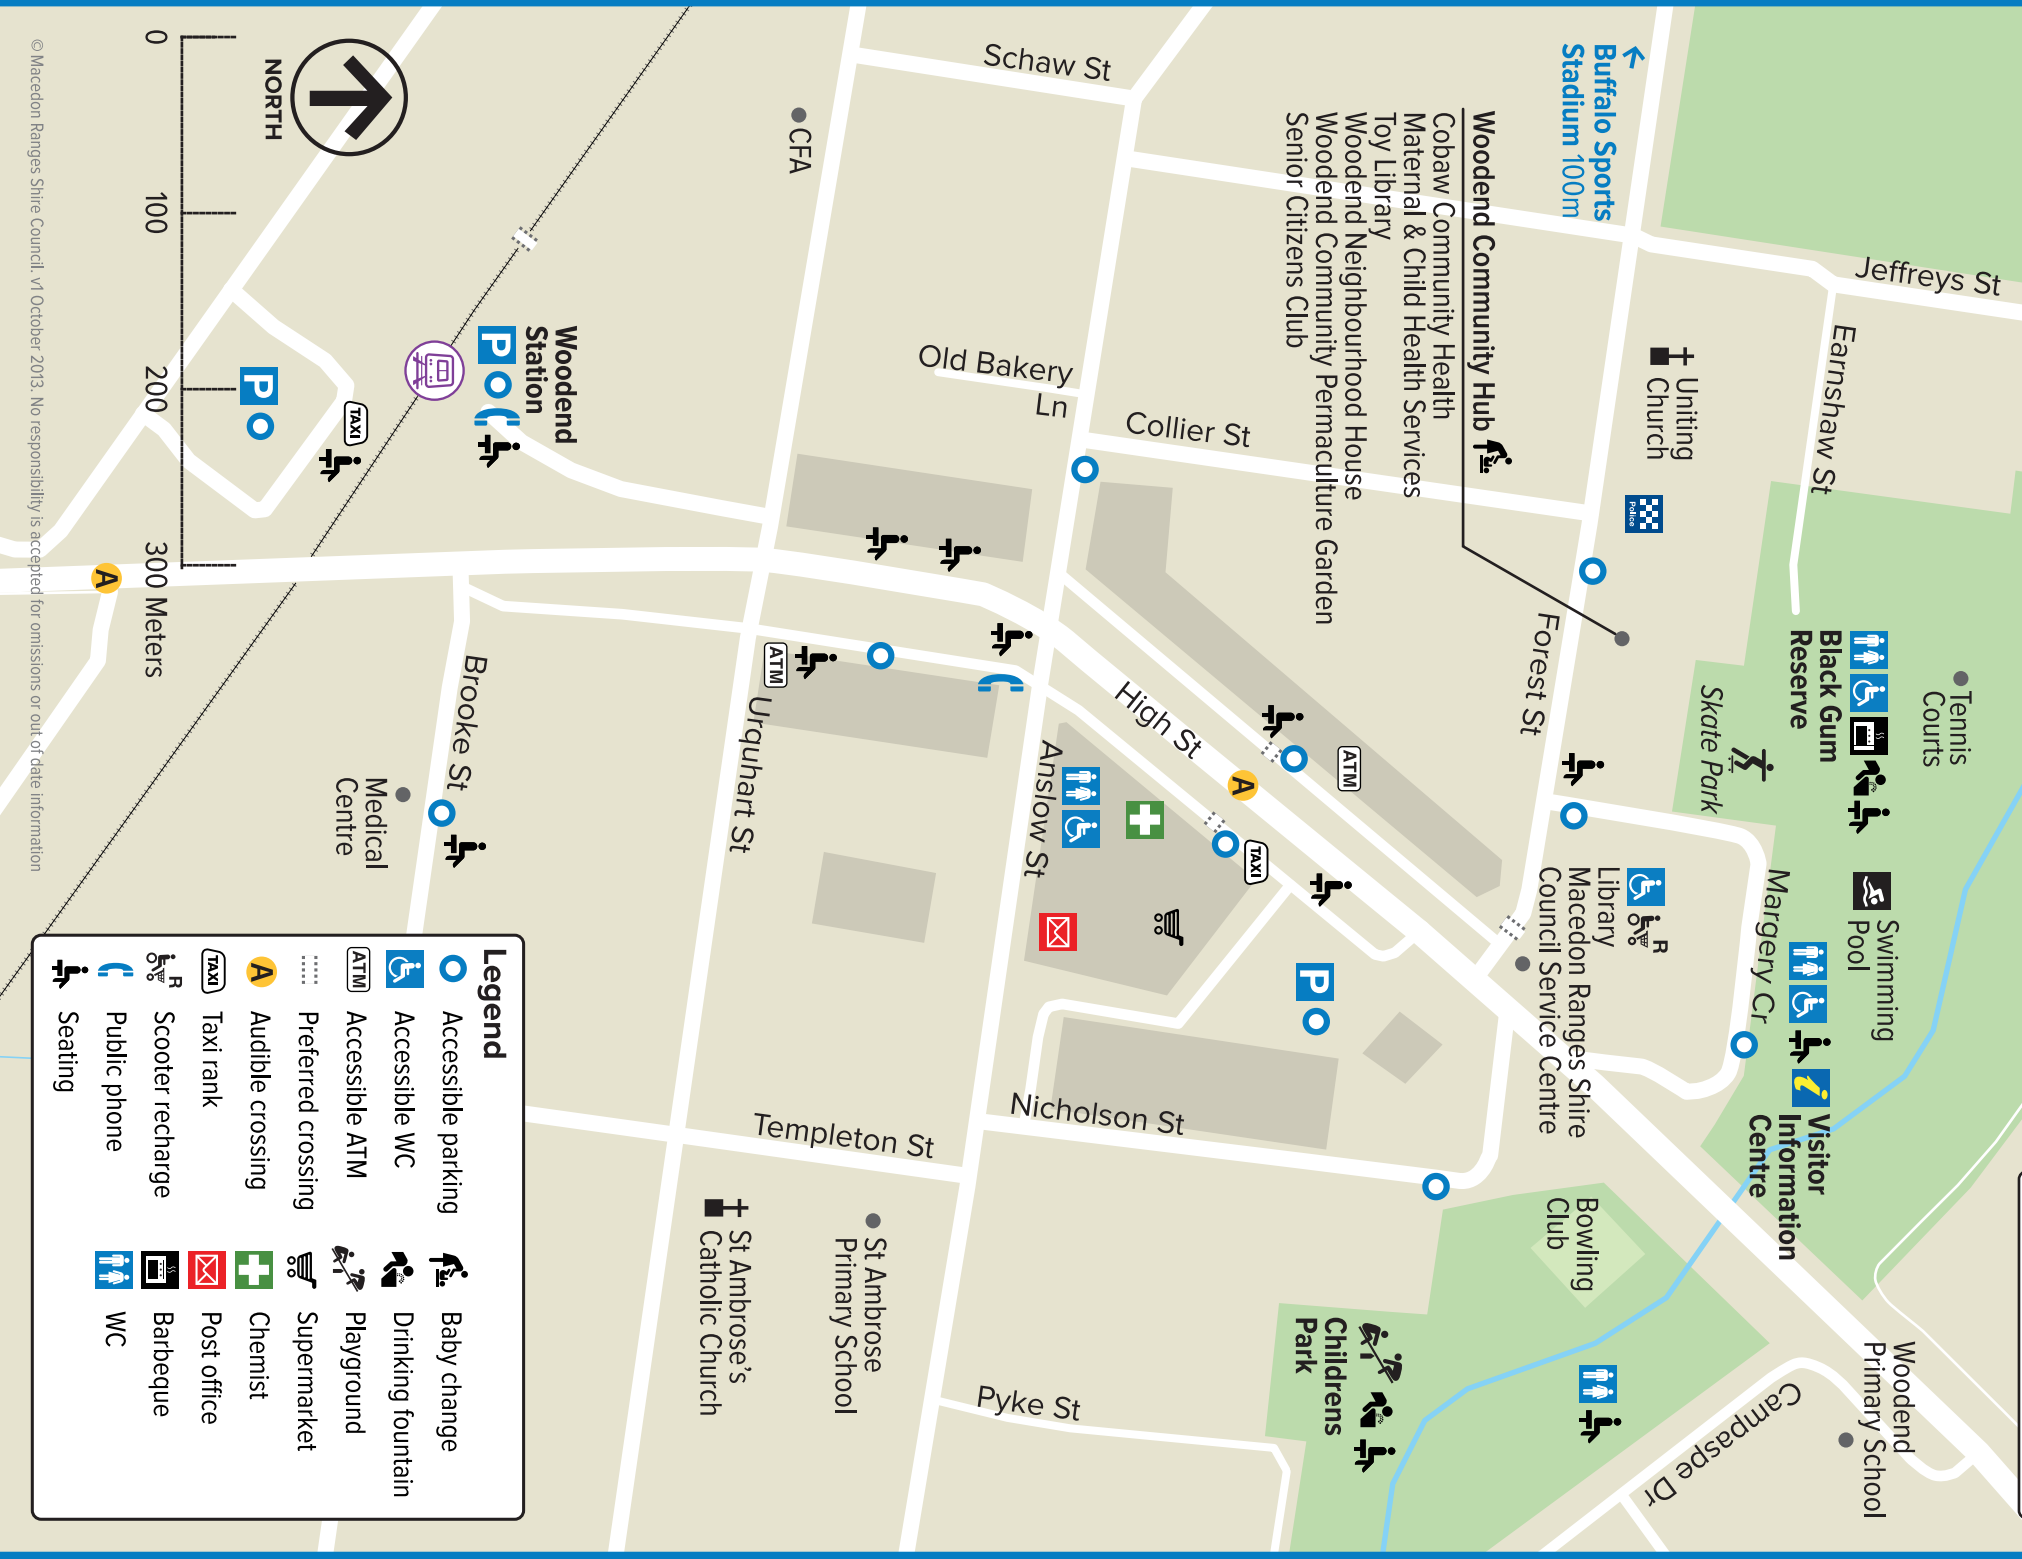 Buffalo Sports
Stadium 100m
Woodend Community Hub
Cobaw Community Health
Maternal & Child Health Services
Toy Library
Woodend Neighbourhood House
Woodend Community Permaculture Garden
Senior Citizens Club
Jeffreys St
Earnshaw St
Uniting
Church
Police
Schaw St
CFA
Old Bakery
Ln
Collier St
Forest St
Tennis
Courts
Black Gum
Reserve
Skate Park
Swimming
Pool
Margery Cr
Visitor
Information
Centre
i
R
Library
Macedon Ranges Shire
Council Service Centre
Woodend
Station
P
TAXI
P
NORTH
0
100
200
300 Meters
A
Brooke St
Medical
Centre
ATM
Urquhart St
Anslow St
High St
A
ATM
TAXI
P
Nicholson St
Templeton St
St Ambrose's
Catholic Church
St Ambrose
Primary School
Pyke St
Bowling
Club
Childrens
Park
Campaspe Dr
Woodend
Primary School
Legend
Accessible parking
Accessible WC
ATM Accessible ATM
Preferred crossing
A Audible crossing
TAXI Taxi rank
R Scooter recharge
Public phone
Seating
Baby change
Drinking fountain
Playground
Supermarket
Chemist
Post office
Barbeque
WC
© Macedon Ranges Shire Council. v1 October 2013. No responsibility is accepted for omissions or out of date information